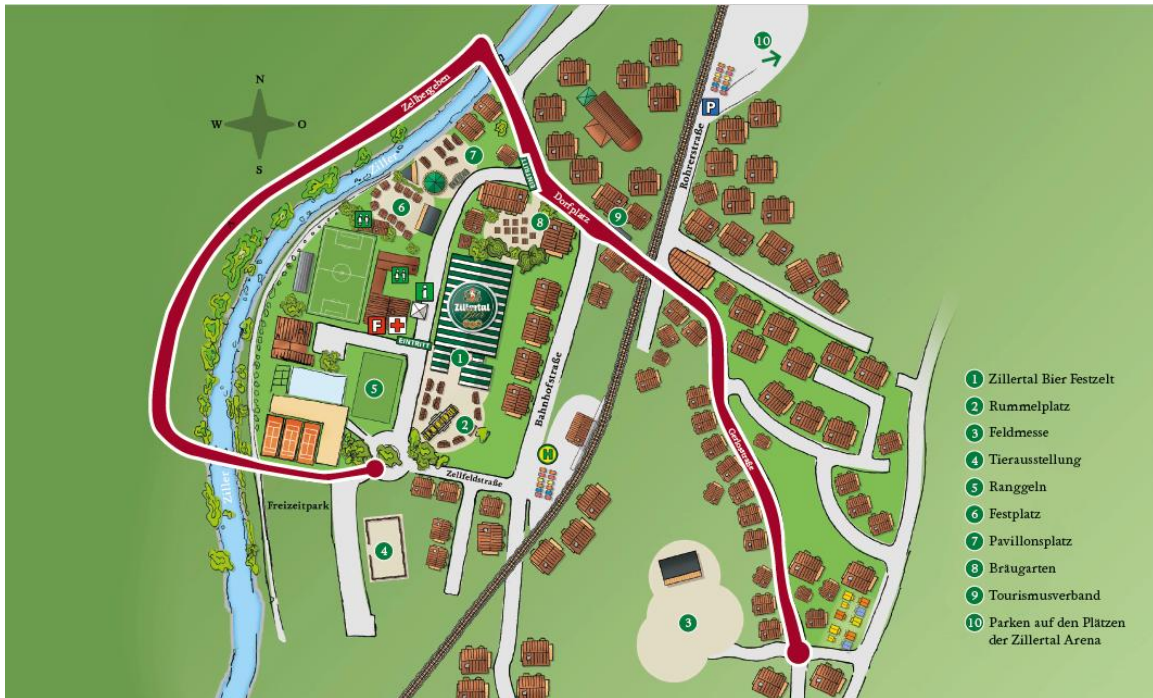 10
N
W O
S
Zellbergeben
Ziller
P
Rohrerstraße
7
EINTRITT
6
8
9
Dorfplatz
i
Zillertal
Bier
F
EINTRITT
1
5
Bahnhofstraße
2
H
Gerlosstraße
Zellfeldstraße
Ziller
Freizeitpark
4
3
1 Zillertal Bier Festzelt
2 Rummelplatz
3 Feldmesse
4 Tierausstellung
5 Ranggeln
6 Festplatz
7 Pavillonsplatz
8 Bräugarten
9 Tourismusverband
10 Parken auf den Plätzen
der Zillertal Arena